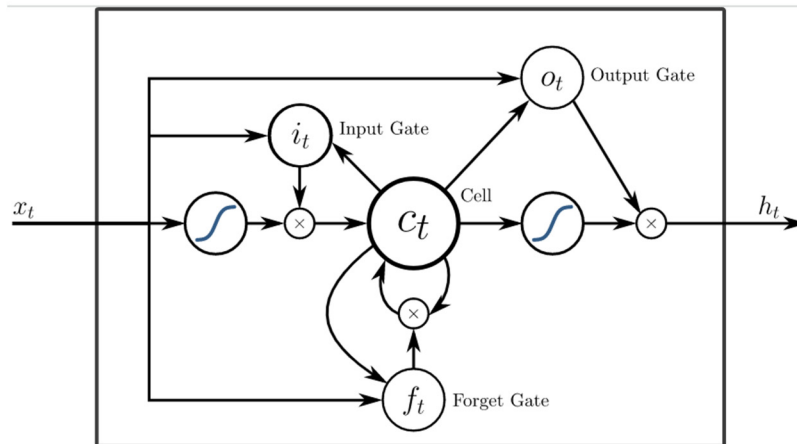 o_t Output Gate
i_t Input Gate
x_t
Cell
h_t
×
c_t
×
×
f_t Forget Gate